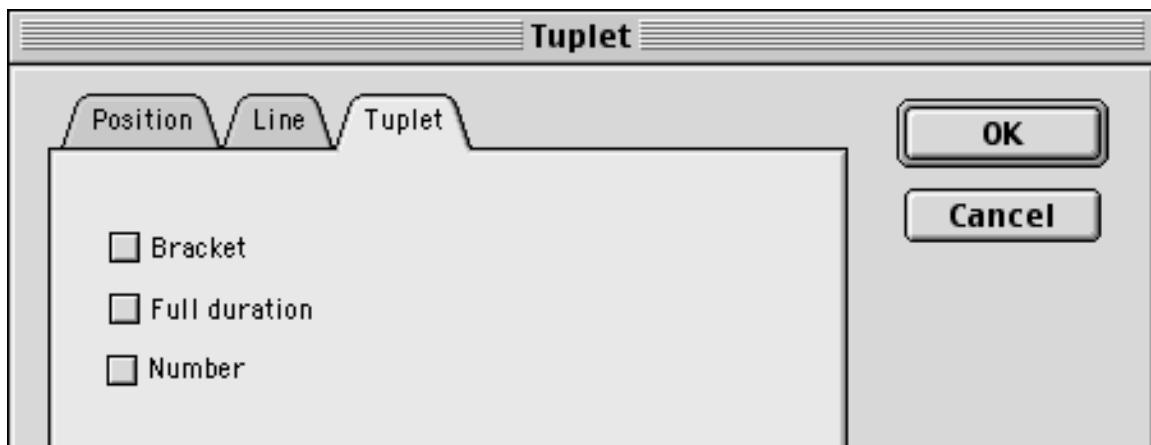 Tuplet
Position Line Tuplet
OK
Cancel
Bracket
Full duration
Number